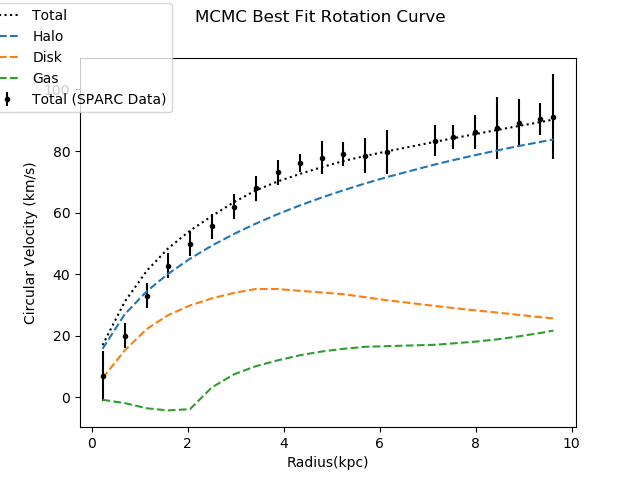 MCMC Best Fit Rotation Curve
Total
Halo
Disk
Gas
Total (SPARC Data)
100
80
60
40
20
0
Circular Velocity (km/s)
0 2 4 6 8 10
Radius(kpc)